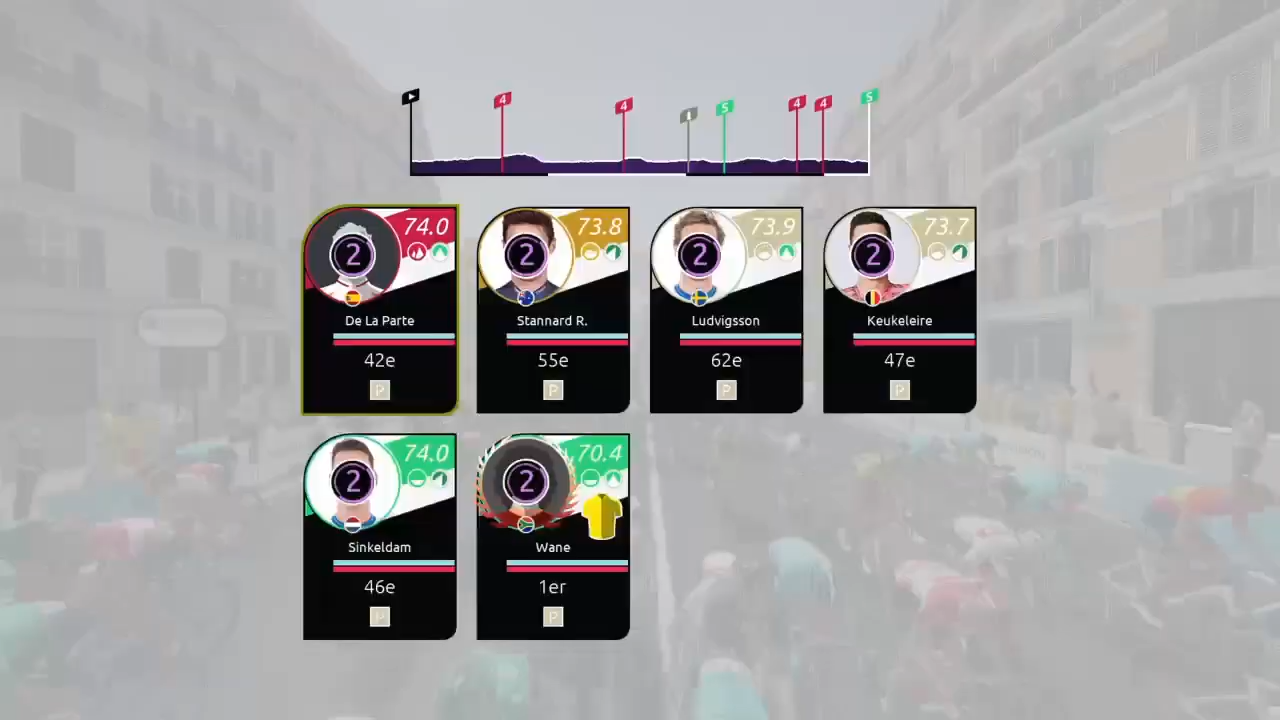 4 4 S 4 4 S
74.0 73.8 73.9 73.7
2 2 2 2
De La Parte Stannard R. Ludvigsson Keukeleire
42e 55e 62e 47e
P P P P
74.0 70.4
2 2
Sinkeldam Wane
46e 1er
P P